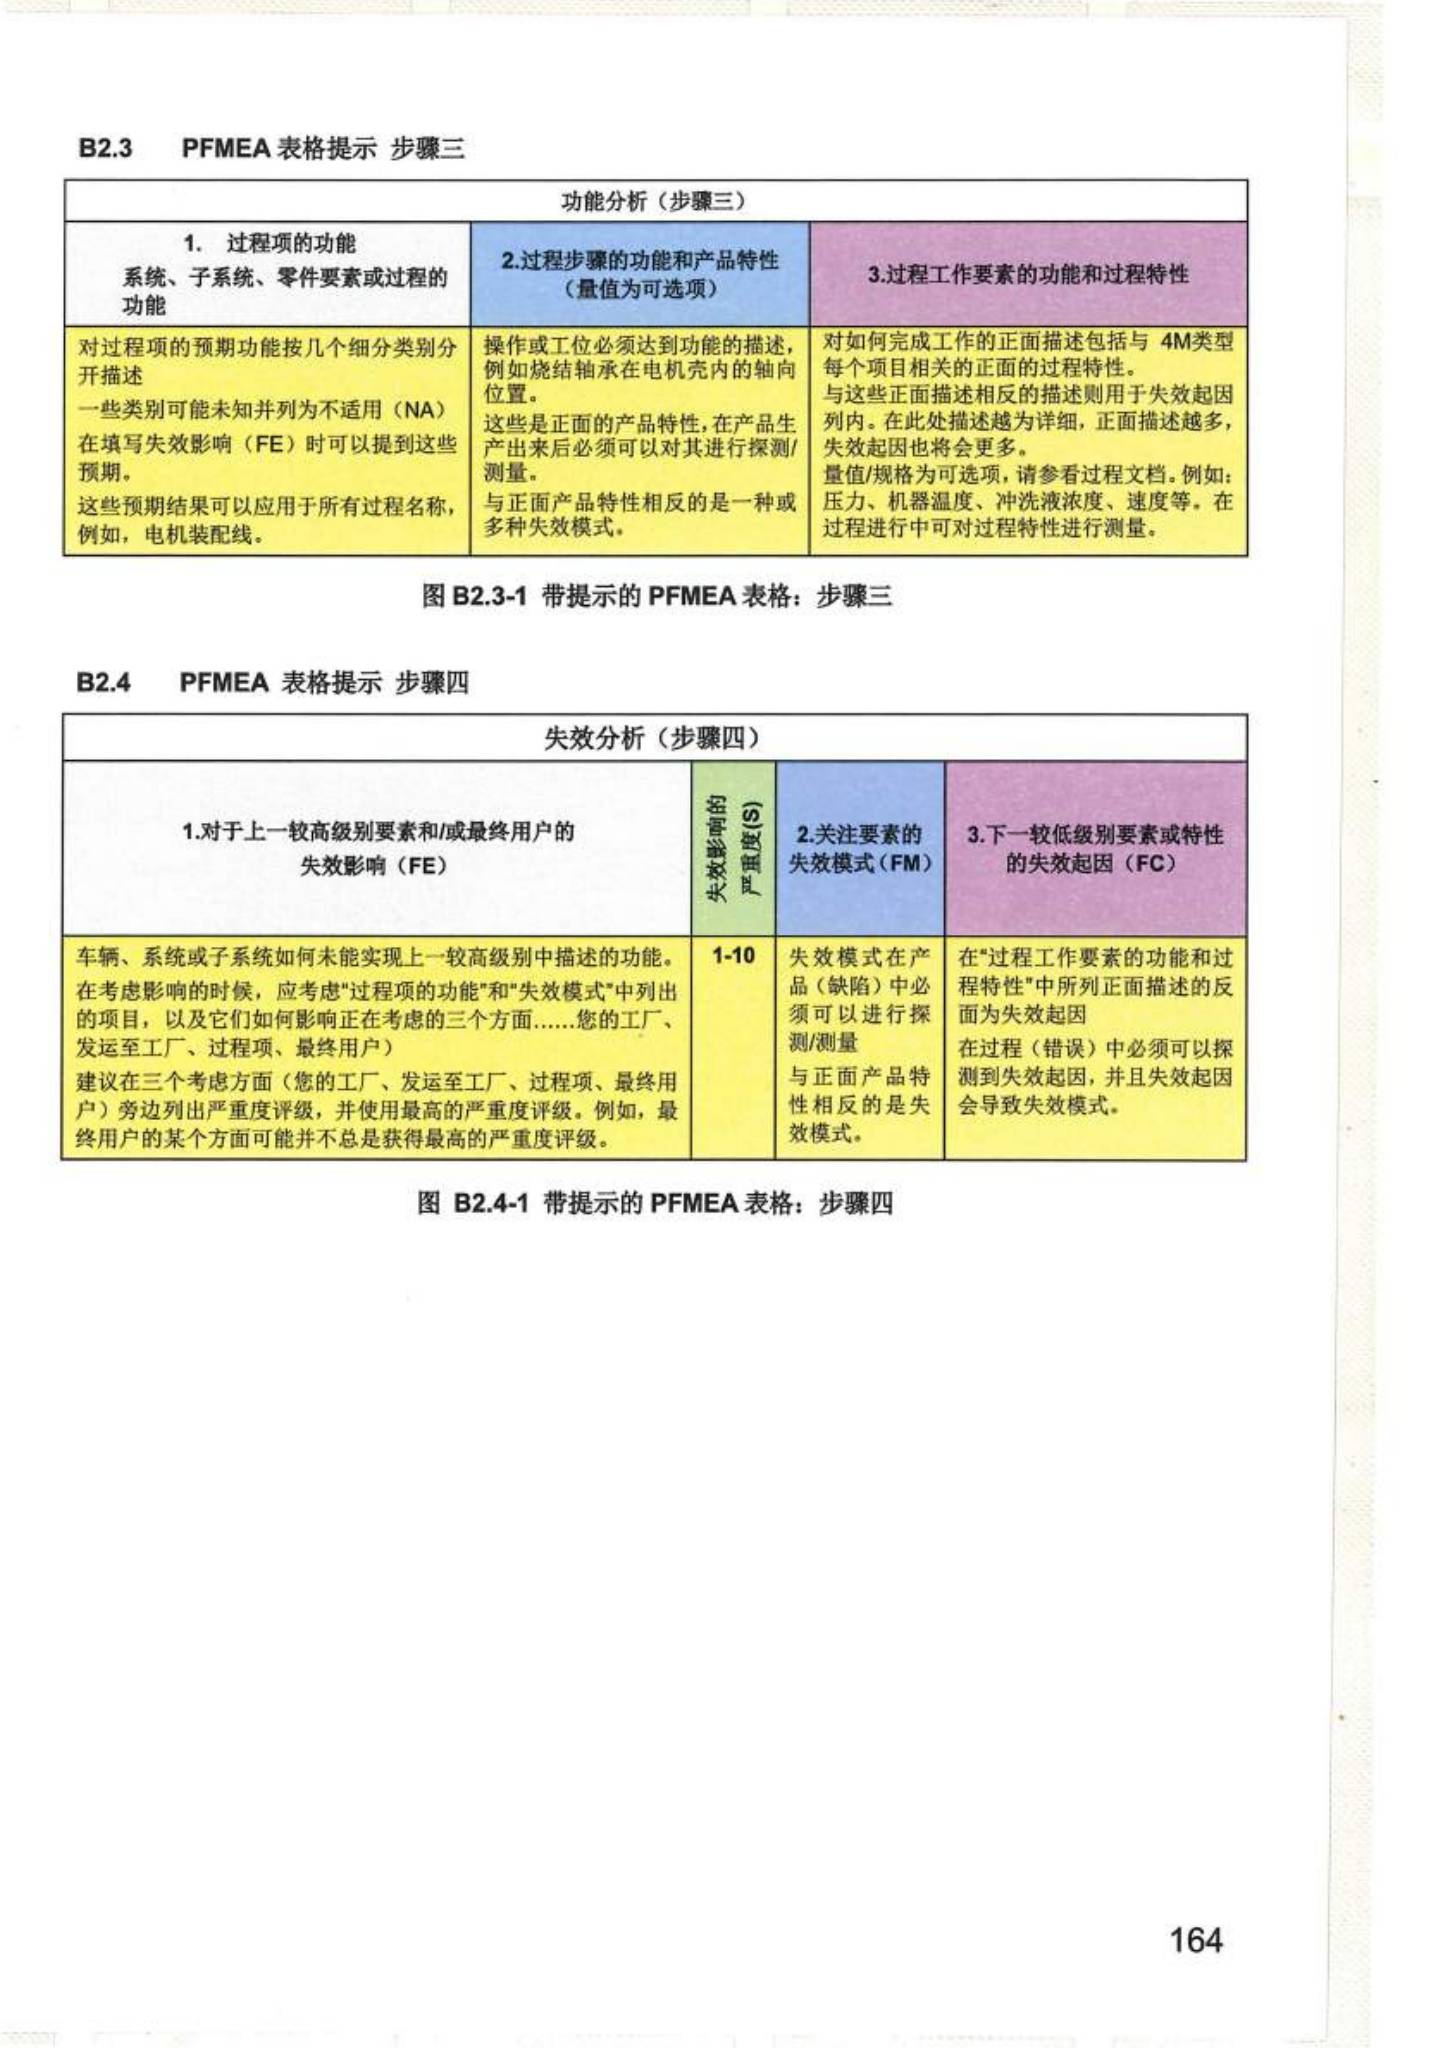 B2.3 PFMEA 表格提示 步骤三
功能分析（步骤三）
1. 过程项的功能
系统、子系统、零件要素或过程的
功能
2.过程步骤的功能和产品特性
（量值为可选项）
3.过程工作要素的功能和过程特性
对过程项的预期功能按几个细分类别分
开描述
一些类别可能未知并列为不适用（NA）
在填写失效影响（FE）时可以提到这些
预期。
这些预期结果可以应用于所有过程名称，
例如，电机装配线。
操作或工位必须达到功能的描述，
例如烧结轴承在电机壳内的轴向
位置。
这些是正面的产品特性，在产品生
产出来后必须可以对其进行探测/
测量。
与正面产品特性相反的是一种或
多种失效模式。
对如何完成工作的正面描述包括与 4M类型
每个项目相关的正面的过程特性。
与这些正面描述相反的描述则用于失效起因
列内。在此处描述越为详细，正面描述越多，
失效起因也将会更多。
量值/规格为可选项，请参看过程文档。例如：
压力、机器温度、冲洗液浓度、速度等。在
过程进行中可对过程特性进行测量。
图 B2.3-1 带提示的 PFMEA 表格：步骤三
B2.4 PFMEA 表格提示 步骤四
失效分析（步骤四）
1.对于上一较高级别要素和/或最终用户的
失效影响（FE）
失效影响的
严重度(S)
2.关注要素的
失效模式（FM）
3.下一较低级别要素或特性
的失效起因（FC）
车辆、系统或子系统如何未能实现上一较高级别中描述的功能。
在考虑影响的时候，应考虑“过程项的功能”和“失效模式”中列出
的项目，以及它们如何影响正在考虑的三个方面……您的工厂、
发运至工厂、过程项、最终用户）
建议在三个考虑方面（您的工厂、发运至工厂、过程项、最终用
户）旁边列出严重度评级，并使用最高的严重度评级。例如，最
终用户的某个方面可能并不总是获得最高的严重度评级。
1-10
失效模式在产
品（缺陷）中必
须可以进行探
测/测量
与正面产品特
性相反的是失
效模式。
在“过程工作要素的功能和过
程特性”中所列正面描述的反
面为失效起因
在过程（错误）中必须可以探
测到失效起因，并且失效起因
会导致失效模式。
图 B2.4-1 带提示的 PFMEA 表格：步骤四
164